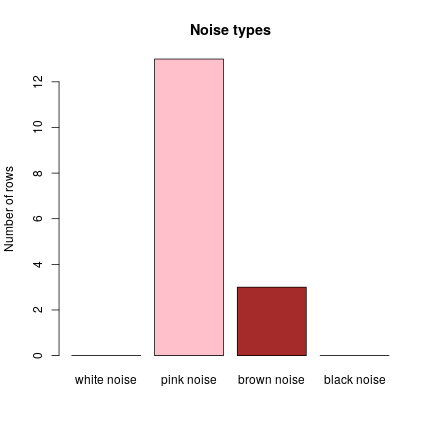 Noise types
Number of rows
12
10
8
6
4
2
0
white noise
pink noise
brown noise
black noise